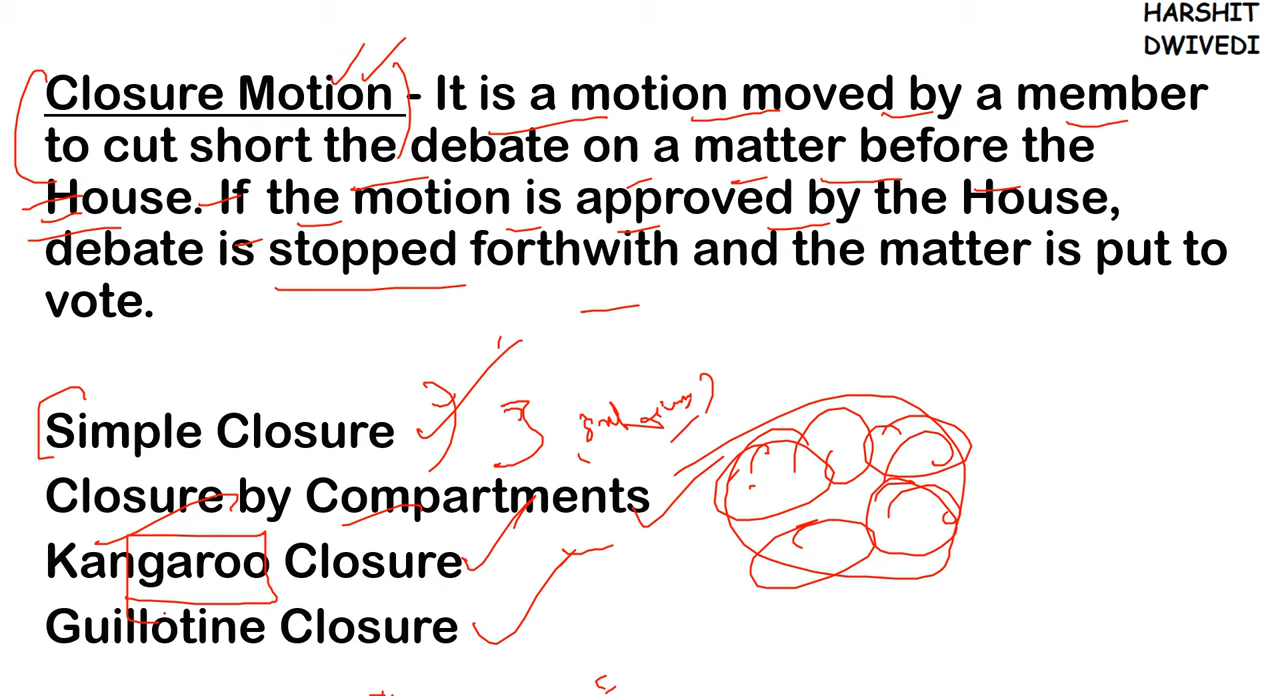 HARSHIT
DWIVEDI
Closure Motion - It is a motion moved by a member
to cut short the debate on a matter before the
House. If the motion is approved by the House,
debate is stopped forthwith and the matter is put to
vote.
Simple Closure
3
Closure by Compartments
Kangaroo Closure
Guillotine Closure